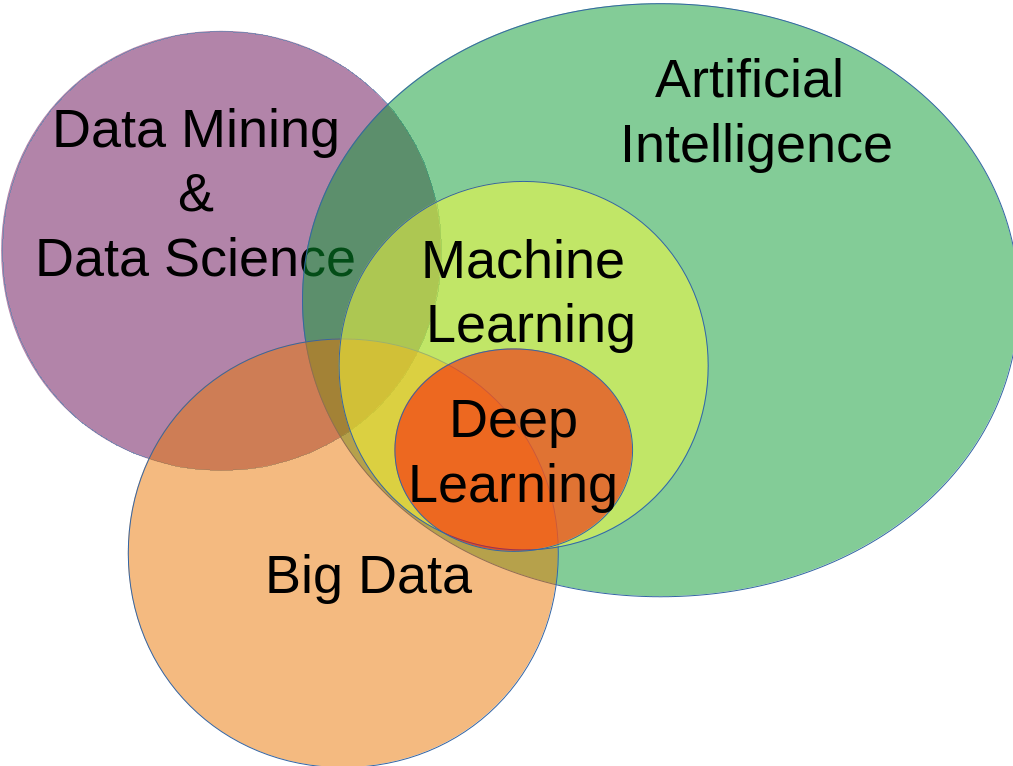 Data Mining
&
Data Science
Artificial
Intelligence
Machine
Learning
Deep
Learning
Big Data